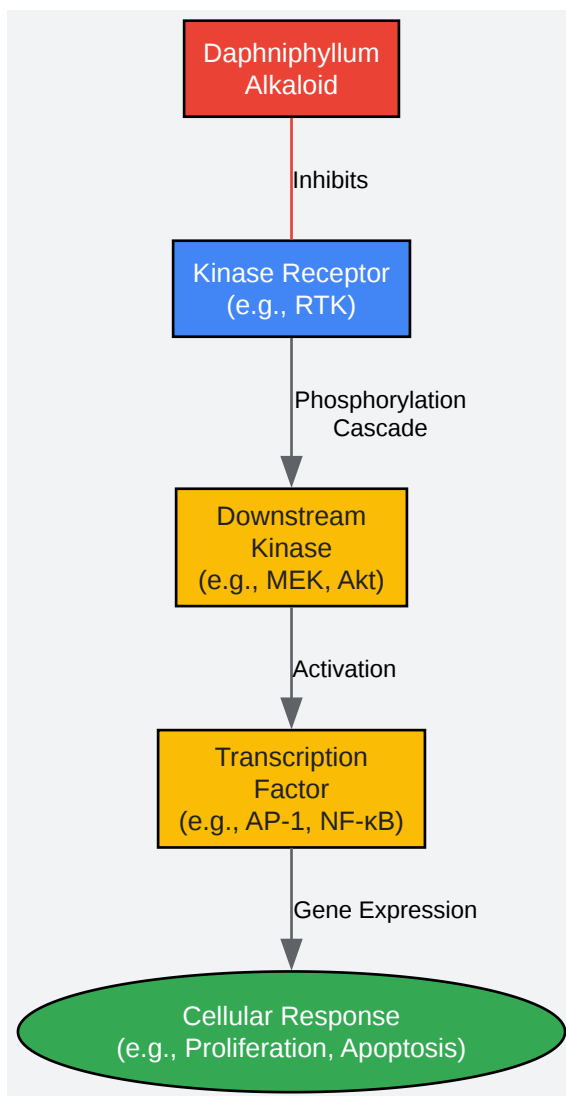 Daphniphyllum
Alkaloid
Inhibits
Kinase Receptor
(e.g., RTK)
Phosphorylation
Cascade
Downstream
Kinase
(e.g., MEK, Akt)
Activation
Transcription
Factor
(e.g., AP-1, NF-κB)
Gene Expression
Cellular Response
(e.g., Proliferation, Apoptosis)